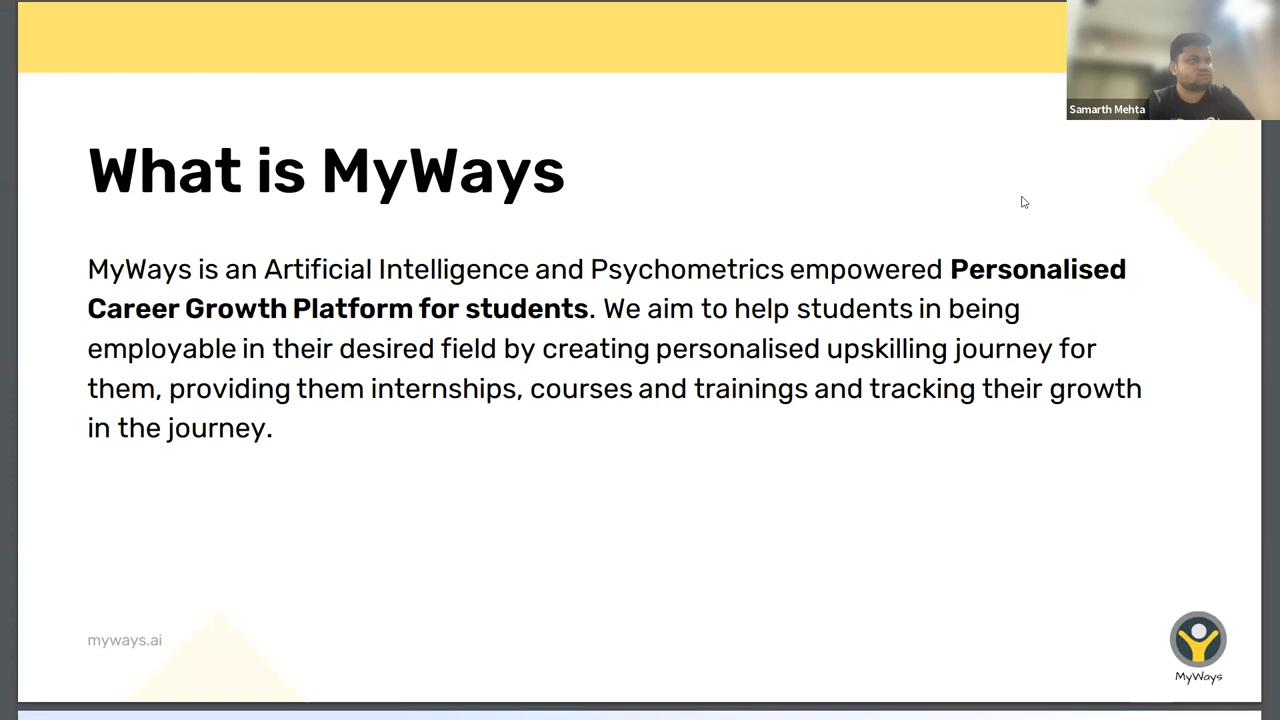 Samarth Mehta
What is MyWays
MyWays is an Artificial Intelligence and Psychometrics empowered Personalised
Career Growth Platform for students. We aim to help students in being
employable in their desired field by creating personalised upskilling journey for
them, providing them internships, courses and trainings and tracking their growth
in the journey.
myways.ai
MyWays